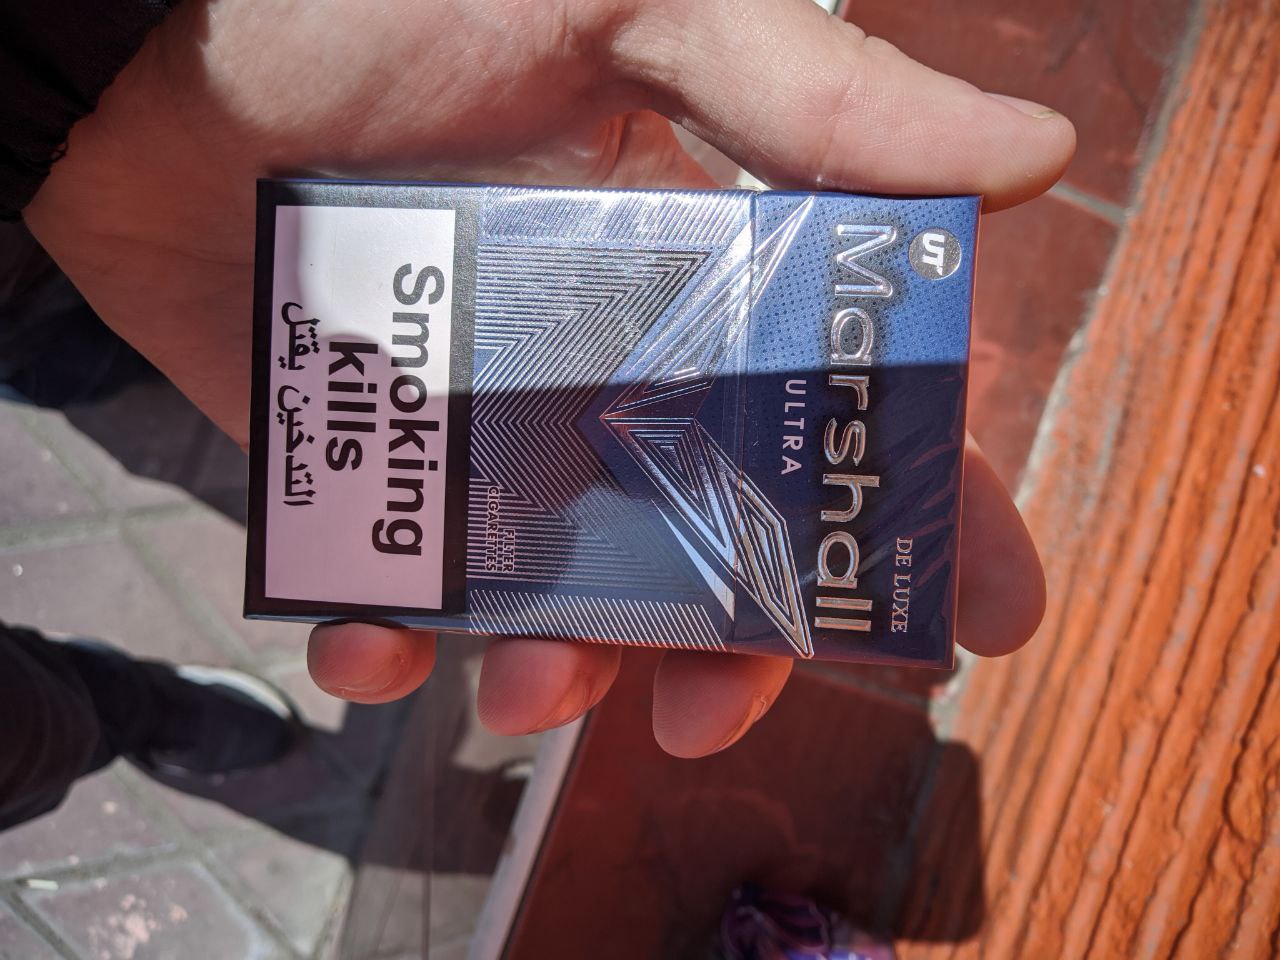 UT
Marshall
DE LUXE
ULTRA
FILTER
CIGARETTES
Smoking
kills
التدخين يقتل